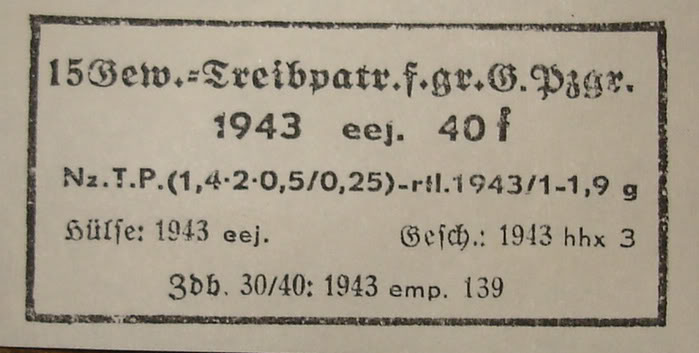 15 Gew.=Treibpatr.f.gr.G.Pzgr.
1943 eej. 40 f
Nz.T.P.(1,4·2·0,5/0,25)-rtl.1943/1-1,9 g
Hülse: 1943 eej. Gesch.: 1943 hhx 3
Zdh. 30/40: 1943 emp. 139